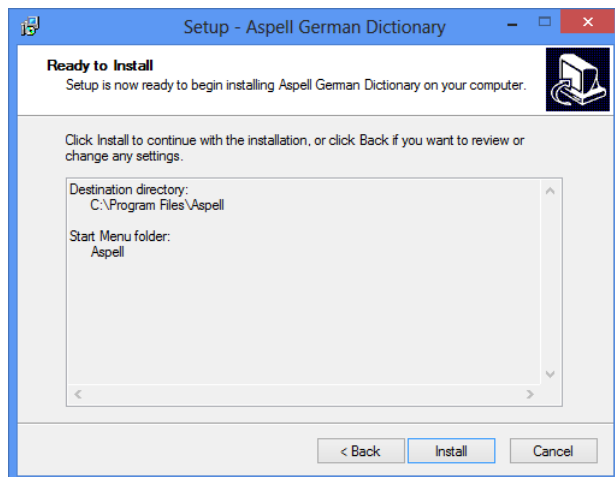 Setup - Aspell German Dictionary
Ready to Install
Setup is now ready to begin installing Aspell German Dictionary on your computer.
Click Install to continue with the installation, or click Back if you want to review or
change any settings.
Destination directory:
C:\Program Files\Aspell
Start Menu folder:
Aspell
< Back
Install
Cancel